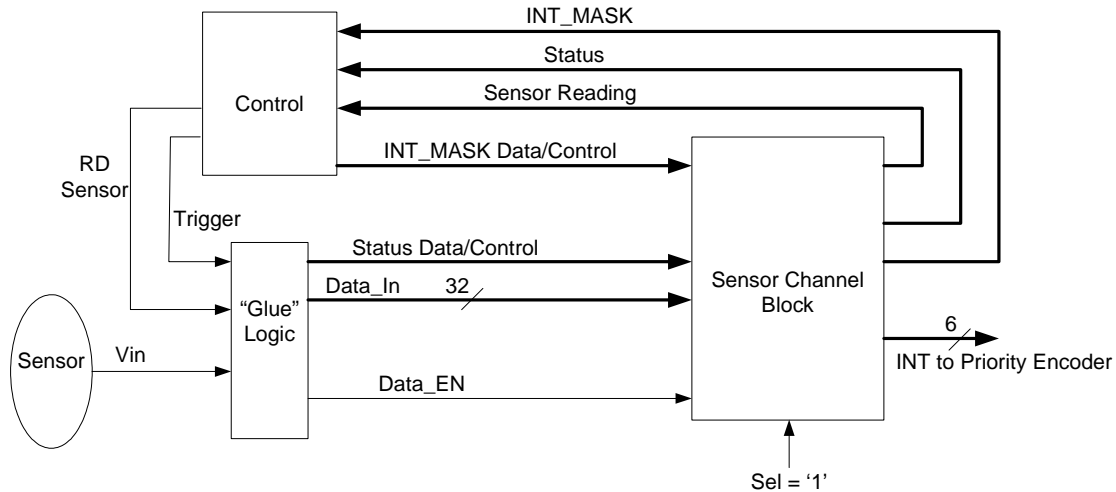 INT_MASK
Status
Sensor Reading
Control
INT_MASK Data/Control
RD
Sensor
Trigger
Status Data/Control
Data_In 32
"Glue"
Logic
Sensor Channel
Block
Sensor
Vin
6
INT to Priority Encoder
Data_EN
Sel = '1'